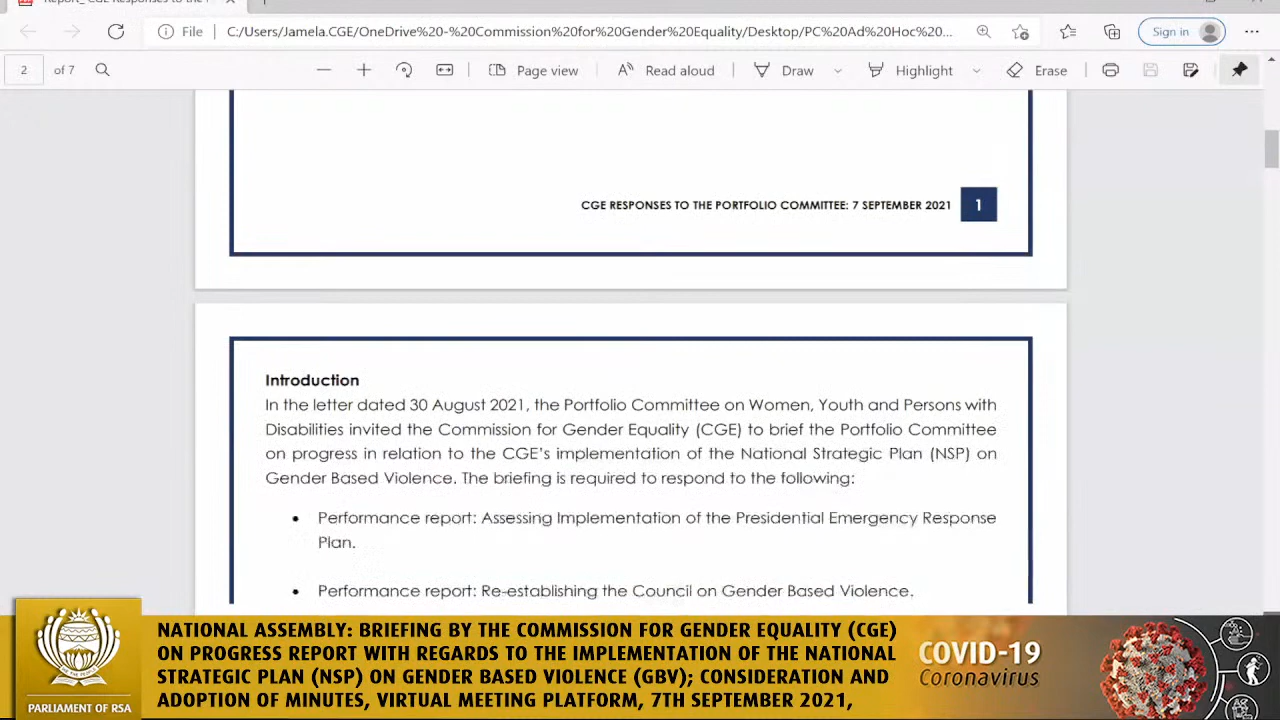 Report_ CGE Responses to the P
File
C:/Users/Jamela.CGE/OneDrive%20-%20Commission%20for%20Gender%20Equality/Desktop/PC%20Ad%20Hoc%20...
Sign in
2 of 7
Page view
Read aloud
Draw
Highlight
Erase
CGE RESPONSES TO THE PORTFOLIO COMMITTEE: 7 SEPTEMBER 2021 1
Introduction
In the letter dated 30 August 2021, the Portfolio Committee on Women, Youth and Persons with
Disabilities invited the Commission for Gender Equality (CGE) to brief the Portfolio Committee
on progress in relation to the CGE's implementation of the National Strategic Plan (NSP) on
Gender Based Violence. The briefing is required to respond to the following:
• Performance report: Assessing Implementation of the Presidential Emergency Response
Plan.
• Performance report: Re-establishing the Council on Gender Based Violence.
PARLIAMENT OF RSA
NATIONAL ASSEMBLY: BRIEFING BY THE COMMISSION FOR GENDER EQUALITY (CGE)
ON PROGRESS REPORT WITH REGARDS TO THE IMPLEMENTATION OF THE NATIONAL
STRATEGIC PLAN (NSP) ON GENDER BASED VIOLENCE (GBV); CONSIDERATION AND
ADOPTION OF MINUTES, VIRTUAL MEETING PLATFORM, 7TH SEPTEMBER 2021,
COVID-19
Coronavirus